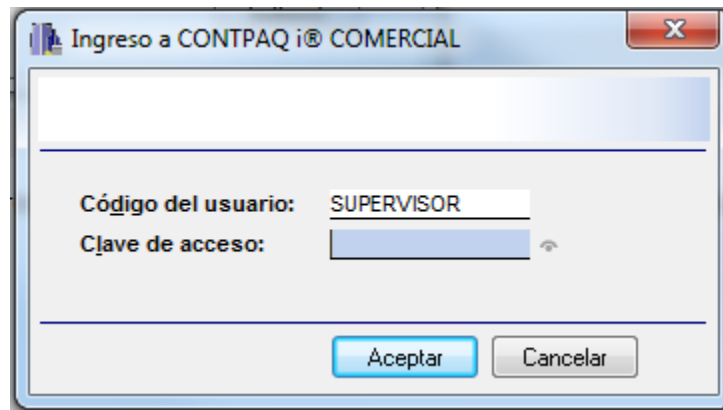 Ingreso a CONTPAQ i® COMERCIAL
Código del usuario: SUPERVISOR
Clave de acceso:
Aceptar Cancelar